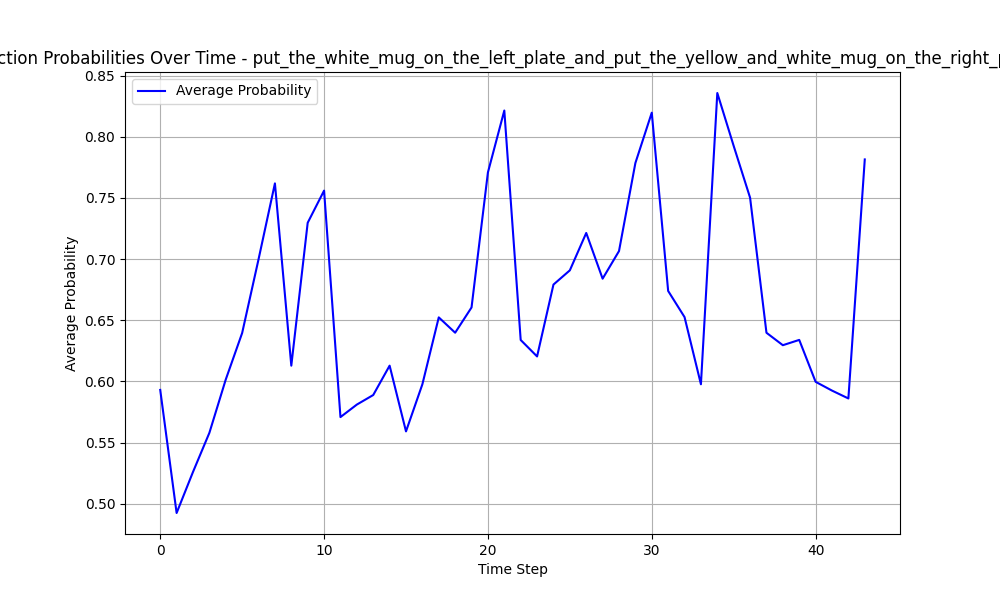 ction Probabilities Over Time - put_the_white_mug_on_the_left_plate_and_put_the_yellow_and_white_mug_on_the_right_p
Average Probability
Average Probability
0.85
0.80
0.75
0.70
0.65
0.60
0.55
0.50
0 10 20 30 40
Time Step